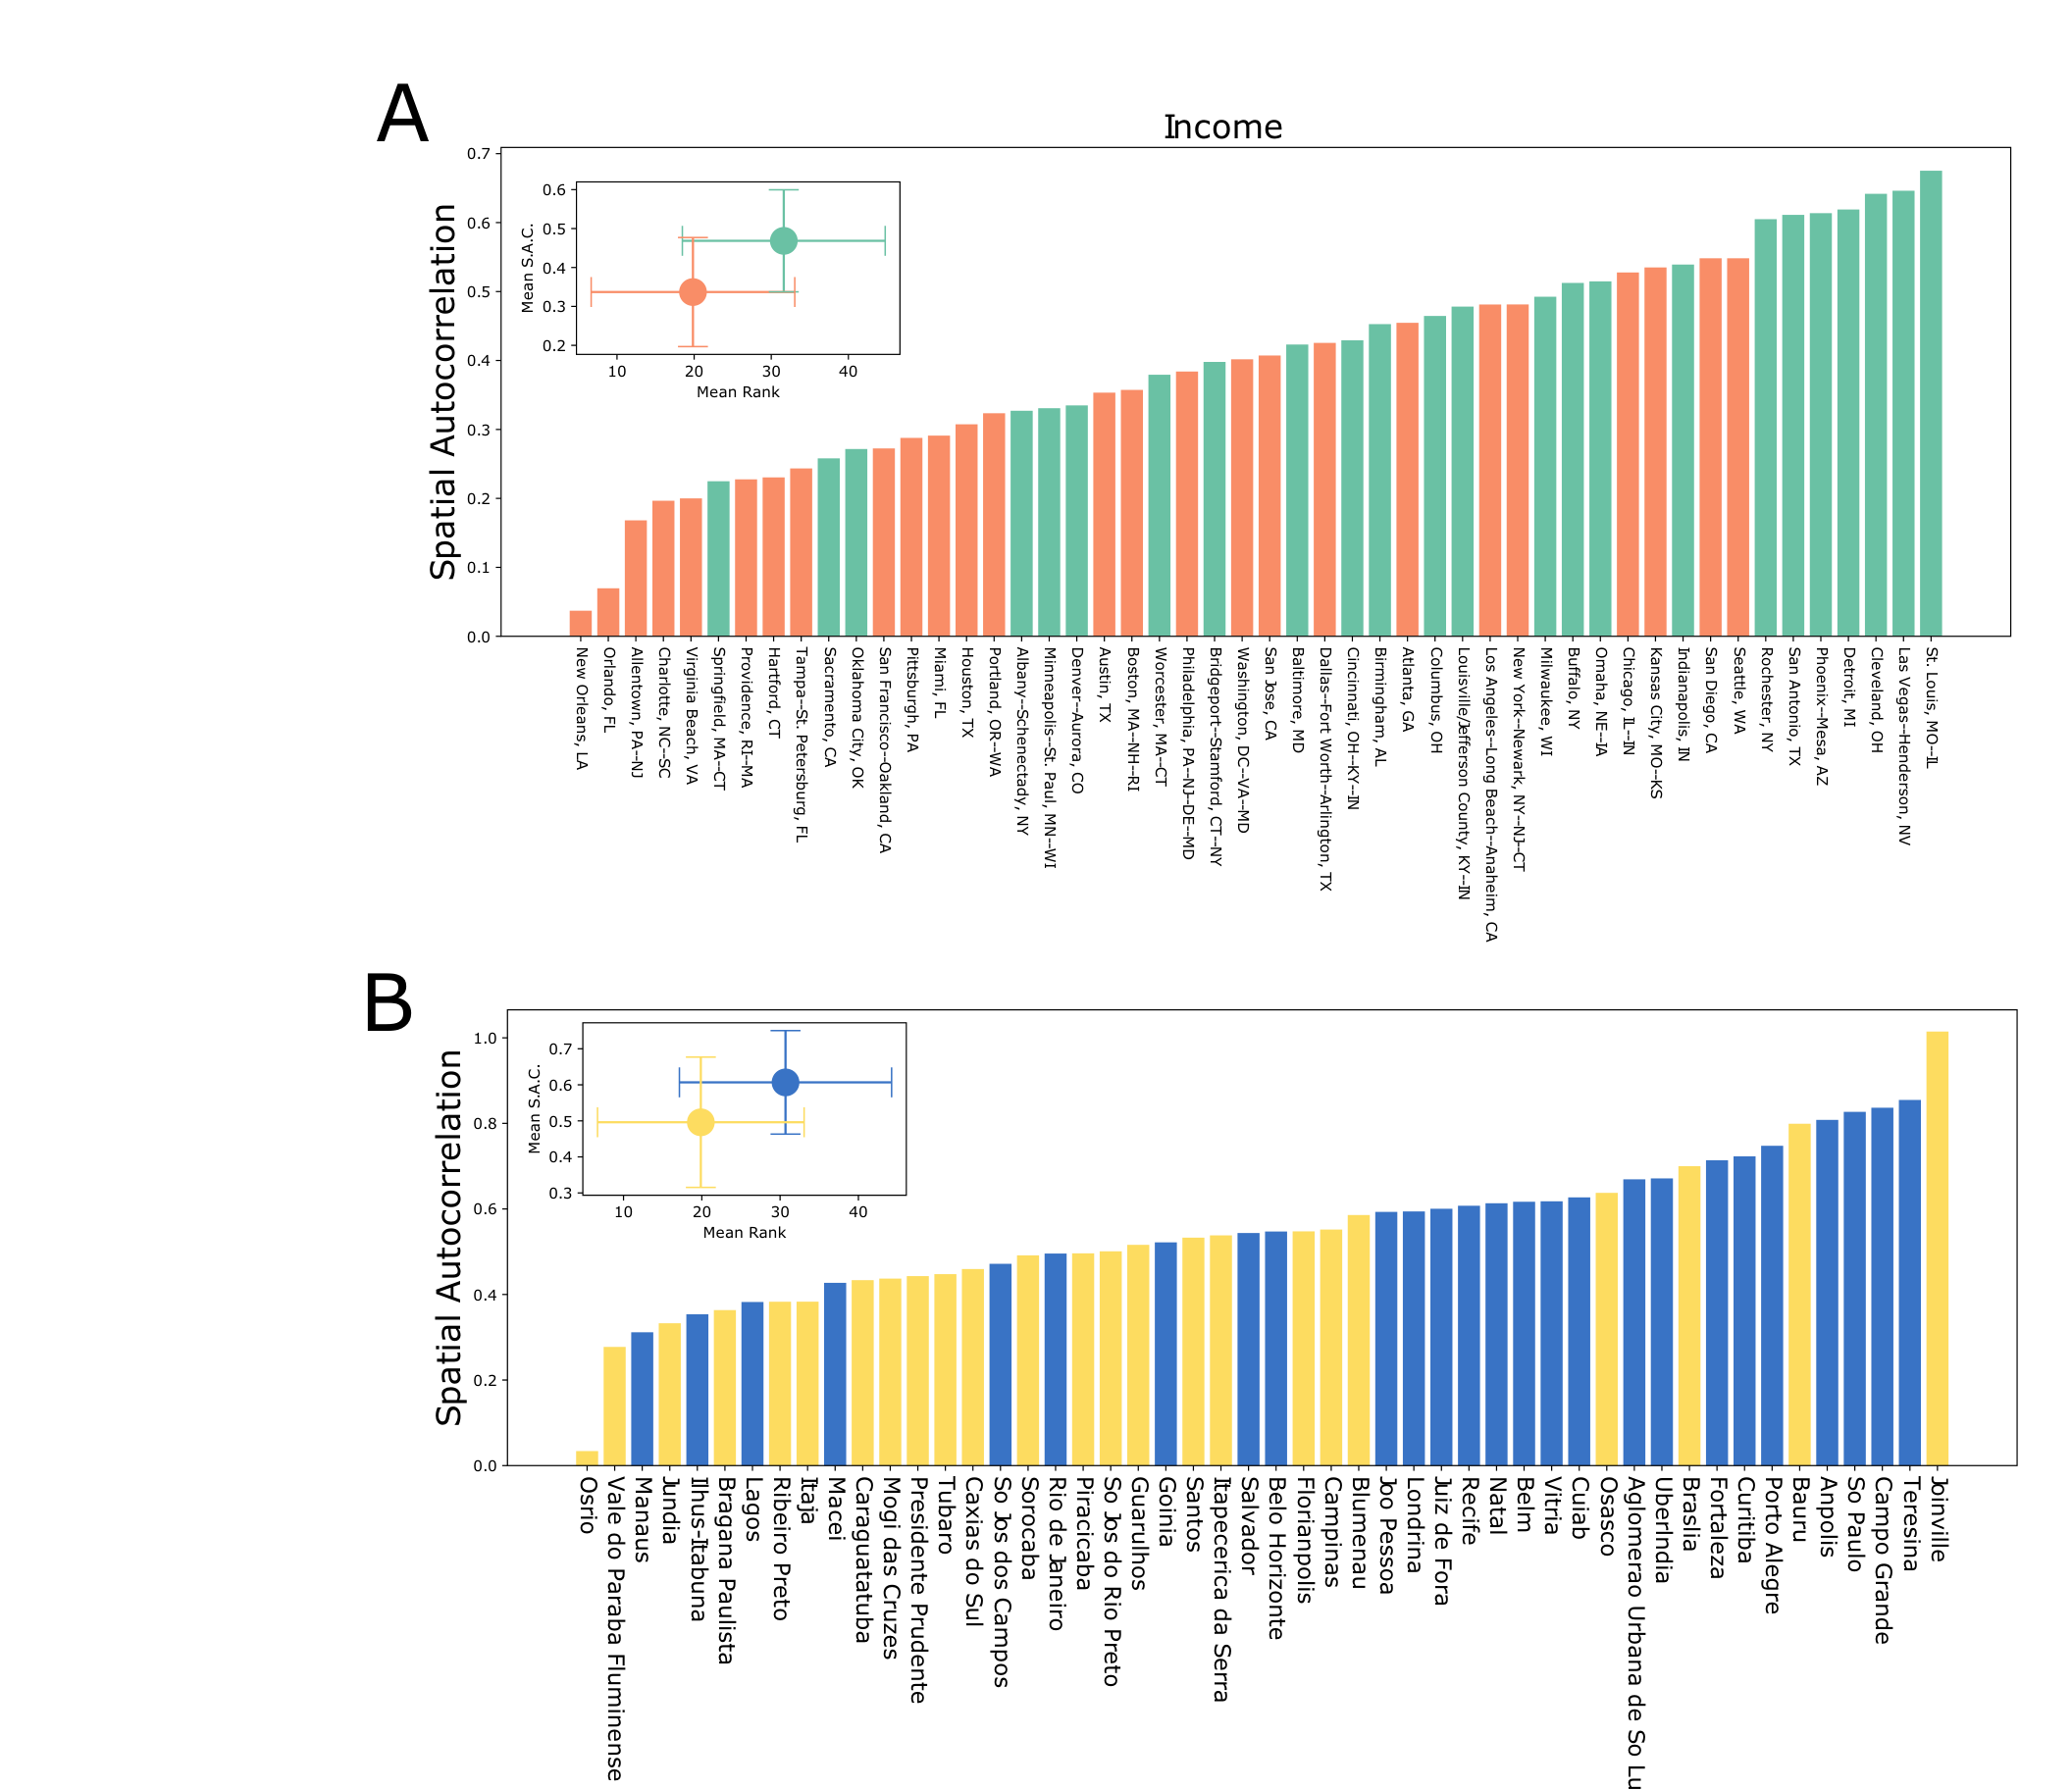 A
Income
Spatial Autocorrelation
0.7
0.6
0.5
0.4
0.3
0.2
0.1
0.0
Mean S.A.C.
0.6
0.5
0.4
0.3
0.2
10 20 30 40
Mean Rank
New Orleans, LA
Orlando, FL
Allentown, PA--NJ
Charlotte, NC--SC
Virginia Beach, VA
Springfield, MA--CT
Providence, RI--MA
Hartford, CT
Tampa--St. Petersburg, FL
Sacramento, CA
Oklahoma City, OK
San Francisco--Oakland, CA
Pittsburgh, PA
Miami, FL
Houston, TX
Portland, OR--WA
Albany--Schenectady, NY
Minneapolis--St. Paul, MN--WI
Denver--Aurora, CO
Austin, TX
Boston, MA--NH--RI
Worcester, MA--CT
Philadelphia, PA--NJ--DE--MD
Bridgeport--Stamford, CT--NY
Washington, DC--VA--MD
San Jose, CA
Baltimore, MD
Dallas--Fort Worth--Arlington, TX
Cincinnati, OH--KY--IN
Birmingham, AL
Atlanta, GA
Columbus, OH
Louisville/Jefferson County, KY--IN
Los Angeles--Long Beach--Anaheim, CA
New York--Newark, NY--NJ--CT
Milwaukee, WI
Buffalo, NY
Omaha, NE--IA
Chicago, IL--IN
Kansas City, MO--KS
Indianapolis, IN
San Diego, CA
Seattle, WA
Rochester, NY
San Antonio, TX
Phoenix--Mesa, AZ
Detroit, MI
Cleveland, OH
Las Vegas--Henderson, NV
St. Louis, MO--IL
B
Spatial Autocorrelation
1.0
0.8
0.6
0.4
0.2
0.0
Mean S.A.C.
0.7
0.6
0.5
0.4
0.3
10 20 30 40
Mean Rank
Osrio
Vale do Paraba Fluminense
Manaus
Jundia
Ilhus-Itabuna
Bragana Paulista
Lagos
Ribeiro Preto
Itaja
Macei
Caraguatatuba
Mogi das Cruzes
Presidente Prudente
Tubaro
Caxias do Sul
So Jos dos Campos
Sorocaba
Rio de Janeiro
Piracicaba
So Jos do Rio Preto
Guarulhos
Goinia
Santos
Itapecerica da Serra
Salvador
Belo Horizonte
Florianpolis
Campinas
Blumenau
Joo Pessoa
Londrina
Juiz de Fora
Recife
Natal
Belm
Vitria
Cuiab
Osasco
Aglomerao Urbana de So Lu
Uberlndia
Braslia
Fortaleza
Curitiba
Porto Alegre
Bauru
Anpolis
So Paulo
Campo Grande
Teresina
Joinville